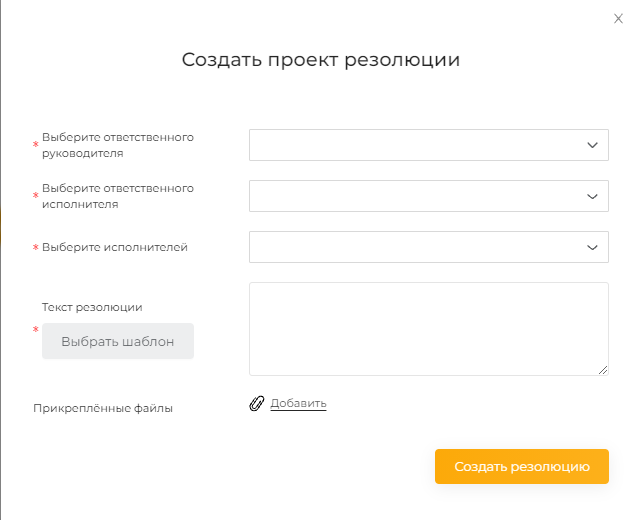 X
Создать проект резолюции
* Выберите ответственного
руководителя
* Выберите ответственного
исполнителя
* Выберите исполнителей
Текст резолюции
* Выбрать шаблон
Прикреплённые файлы
Добавить
Создать резолюцию